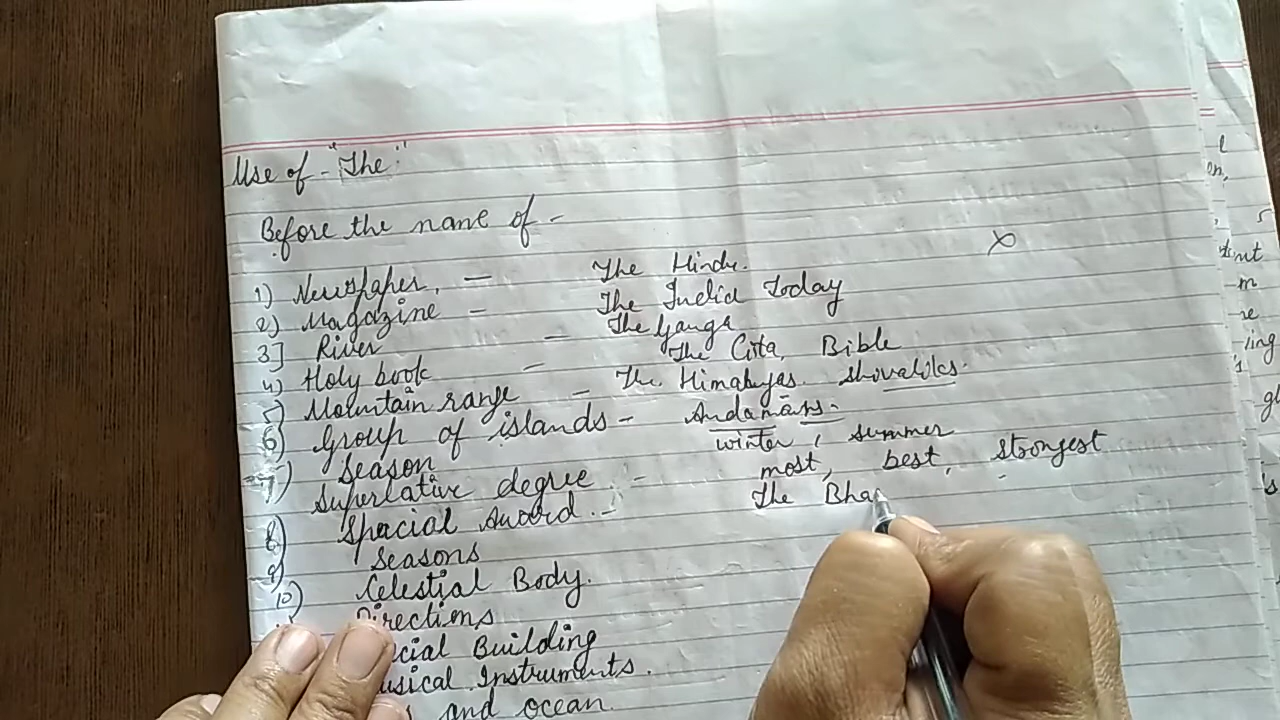 Use of - "The"
Before the name of -
1) Newspaper, - The Hindu.
2) Magazine - The India Today
3] River - The Ganga
4) Holy book - The Gita, Bible
5) Mountain range - The Himalayas. Shivaliks.
6) Group of islands - Andamans.
7) Season winter, summer
Superlative degree - most, best, strongest
8) Spacial Award. - The Bha
9) Seasons
10) Celestial Body.
Directions
cial Building
usical Instruments.
and ocean.